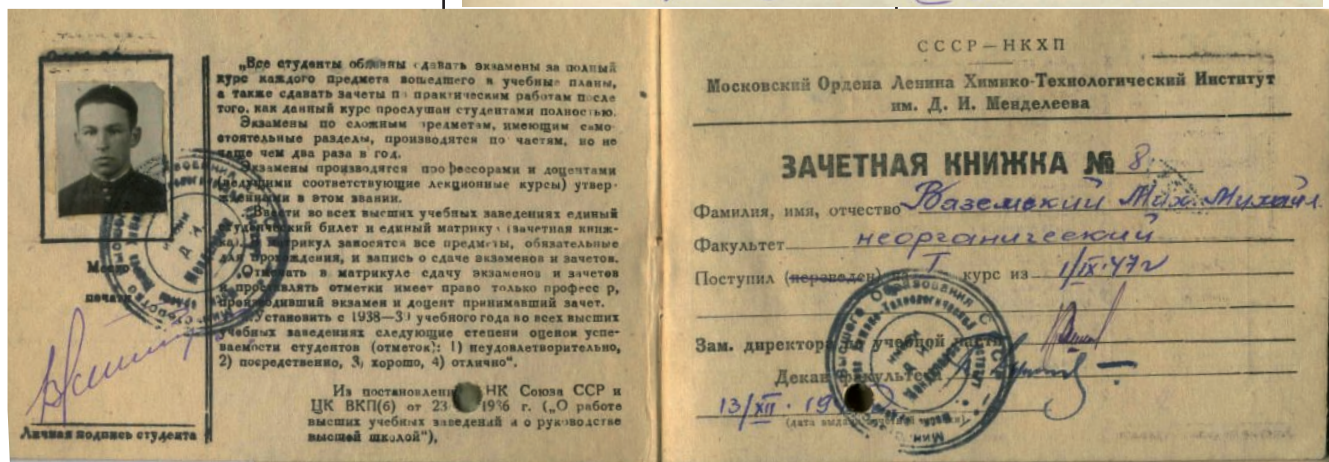 „Все студенты обязаны сдавать экзамены за полный
курс каждого предмета вошедшего в учебные планы,
а также сдавать зачеты по практическим работам после
того, как данный курс прослушан студентами полностью.
Экзамены по сложным предметам, имеющим само-
стоятельные разделы, производятся по частям, но не
чаще чем два раза в год.
Экзамены производятся профессорами и доцентами
(ведущими соответствующие лекционные курсы) утвер-
жденными в этом звании.
Ввести во всех высших учебных заведениях единый
студенческий билет и единый матрикул (зачетная книж-
ка). В матрикул заносятся все предметы, обязательные
для прохождения, и запись о сдаче экзаменов и зачетов.
Отмечать в матрикуле сдачу экзаменов и зачетов
и проставлять отметки имеет право только професс р,
производивший экзамен и доцент принимавший зачет.
Установить с 1938—39 учебного года во всех высших
учебных заведениях следующие степени оценок успе-
ваемости студентов (отметок): 1) неудовлетворительно,
2) посредственно, 3) хорошо, 4) отлично“.
Из постановлен НК Союза ССР и
ЦК ВКП(б) от 23 1936 г. („О работе
высших учебных заведений и о руководстве
высшей школой“),
Место
печати
Личная подпись студента
СССР—НКХП
Московский Ордена Ленина Химико-Технологический Институт
им. Д. И. Менделеева
ЗАЧЕТНАЯ КНИЖКА № 8
Фамилия, имя, отчество Вяземский Мих. Михайл.
Факультет неорганический
Поступил (переведен) на I курс из 1/IX-47г
Зам. директора по учебной части
Декан факультета
13/XII. 19
(дата выдачи